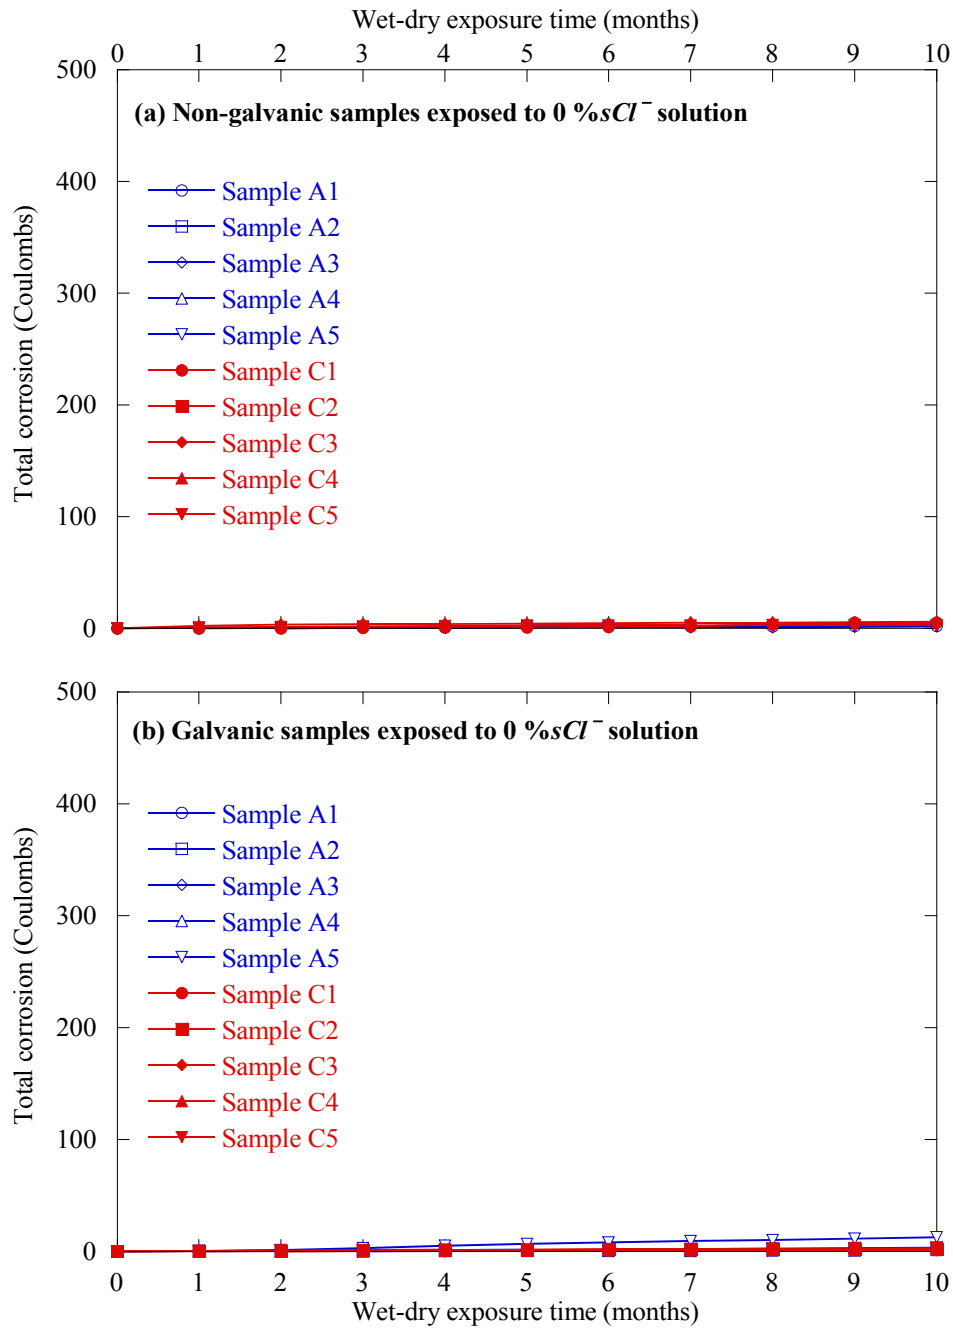 Wet-dry exposure time (months)
0 1 2 3 4 5 6 7 8 9 10
500
(a) Non-galvanic samples exposed to 0 %sCl⁻ solution
400
Sample A1
Sample A2
Sample A3
300
Sample A4
Sample A5
Total corrosion (Coulombs)
Sample C1
200
Sample C2
Sample C3
Sample C4
100
Sample C5
0
500
(b) Galvanic samples exposed to 0 %sCl⁻ solution
400
Sample A1
Sample A2
Sample A3
300
Sample A4
Sample A5
Total corrosion (Coulombs)
Sample C1
200
Sample C2
Sample C3
Sample C4
100
Sample C5
0
0 1 2 3 4 5 6 7 8 9 10
Wet-dry exposure time (months)